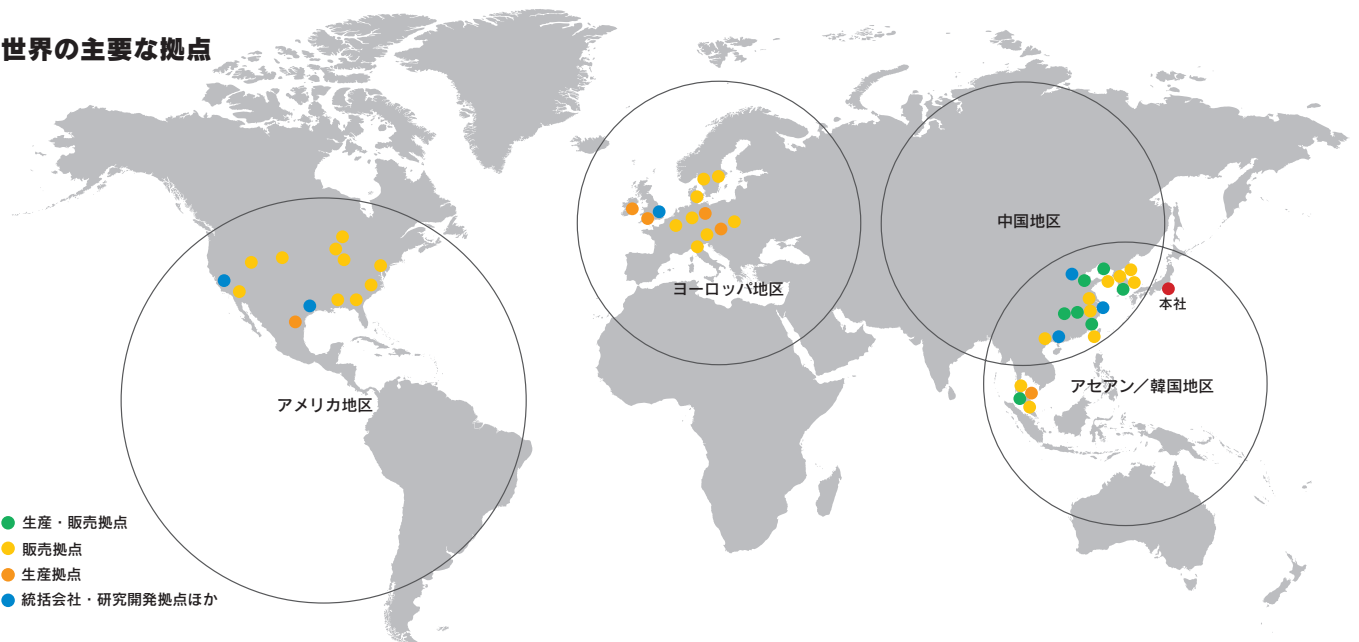 世界の主要な拠点
中国地区
ヨーロッパ地区
本社
アセアン／韓国地区
アメリカ地区
生産・販売拠点
販売拠点
生産拠点
統括会社・研究開発拠点ほか